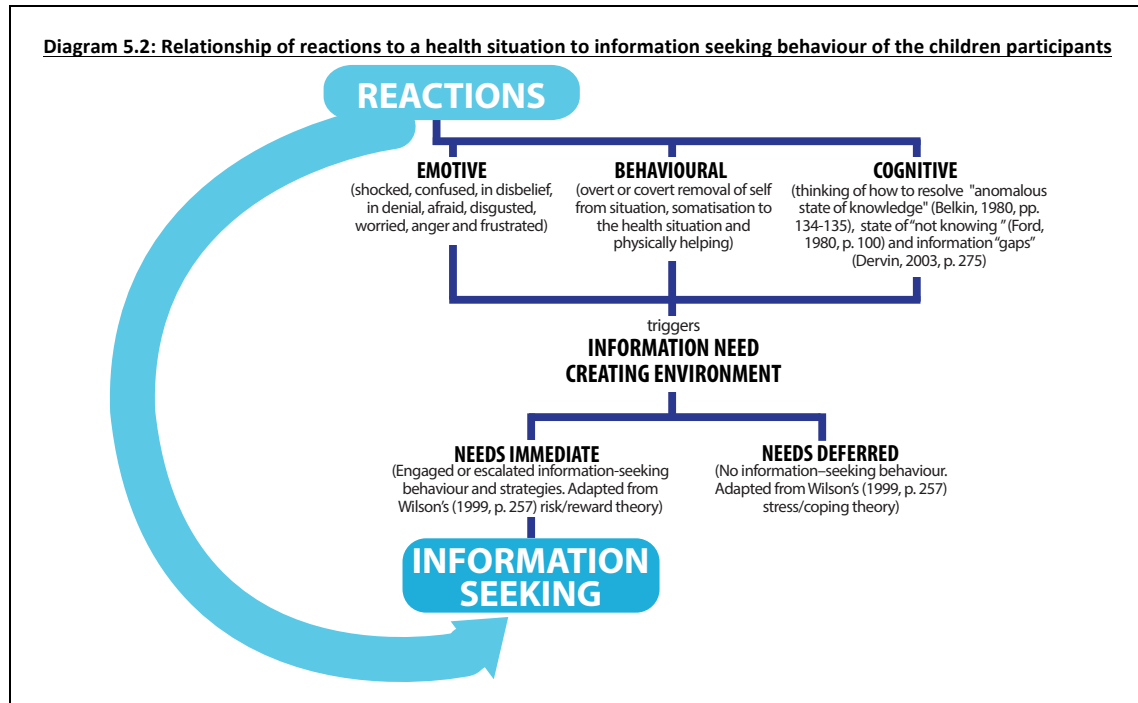 Diagram 5.2: Relationship of reactions to a health situation to information seeking behaviour of the children participants
REACTIONS
EMOTIVE
(shocked, confused, in disbelief,
in denial, afraid, disgusted,
worried, anger and frustrated)
BEHAVIOURAL
(overt or covert removal of self
from situation, somatisation to
the health situation and
physically helping)
COGNITIVE
(thinking of how to resolve "anomalous
state of knowledge" (Belkin, 1980, pp.
134-135), state of “not knowing ” (Ford,
1980, p. 100) and information “gaps”
(Dervin, 2003, p. 275)
triggers
INFORMATION NEED
CREATING ENVIRONMENT
NEEDS IMMEDIATE
(Engaged or escalated information-seeking
behaviour and strategies. Adapted from
Wilson’s (1999, p. 257) risk/reward theory)
NEEDS DEFERRED
(No information–seeking behaviour.
Adapted from Wilson’s (1999, p. 257)
stress/coping theory)
INFORMATION
SEEKING